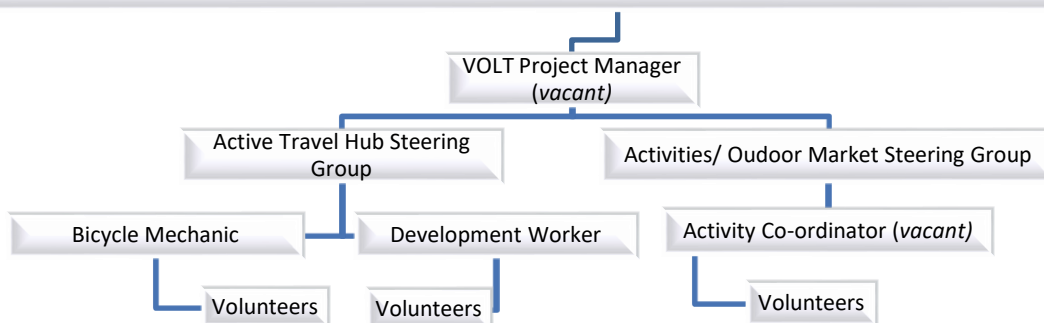 VOLT Project Manager
(vacant)
Active Travel Hub Steering
Group
Activities/ Oudoor Market Steering Group
Bicycle Mechanic
Development Worker
Activity Co-ordinator (vacant)
Volunteers
Volunteers
Volunteers